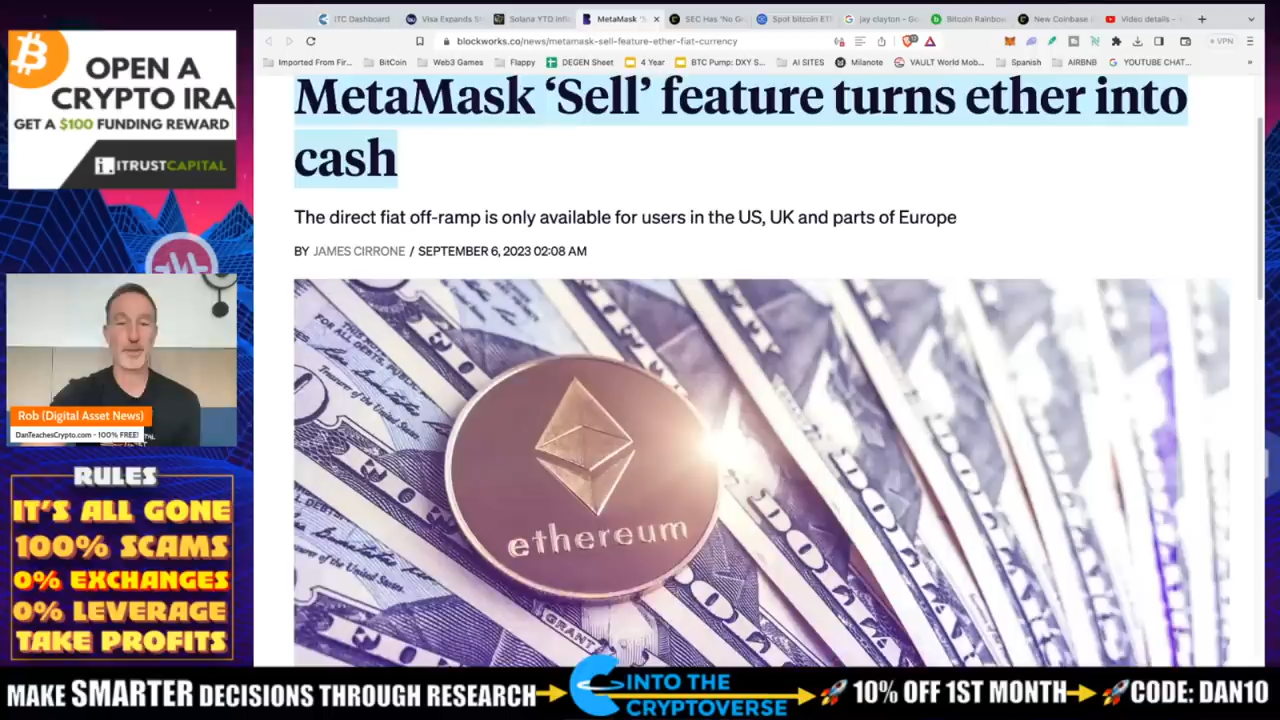 OPEN A
CRYPTO IRA
GET A $100 FUNDING REWARD
ITRUSTCAPITAL
Rob (Digital Asset News)
DanTeachesCrypto.com - 100% FREE!
RULES
IT'S ALL GONE
100% SCAMS
0% EXCHANGES
0% LEVERAGE
TAKE PROFITS
ITC Dashboard
Visa Expands S
Solana YTD infl
MetaMask 'S
SEC Has 'No G
Spot bitcoin ET
jay clayton - G
Bitcoin Rainbow
New Coinbase
Video details -
blockworks.co/news/metamask-sell-feature-ether-fiat-currency
VPN
Imported From Fir...
BitCoin
Web3 Games
Flappy
DEGEN Sheet
4 Year
BTC Pump: DXY S...
AI SITES
Milanote
VAULT World Mob...
Spanish
AIRBNB
YOUTUBE CHAT...
MetaMask ‘Sell’ feature turns ether into
cash
The direct fiat off-ramp is only available for users in the US, UK and parts of Europe
BY JAMES CIRRONE / SEPTEMBER 6, 2023 02:08 AM
ethereum
GRANT
MAKE SMARTER DECISIONS THROUGH RESEARCH
INTO THE
CRYPTOVERSE
10% OFF 1ST MONTH
CODE: DAN10